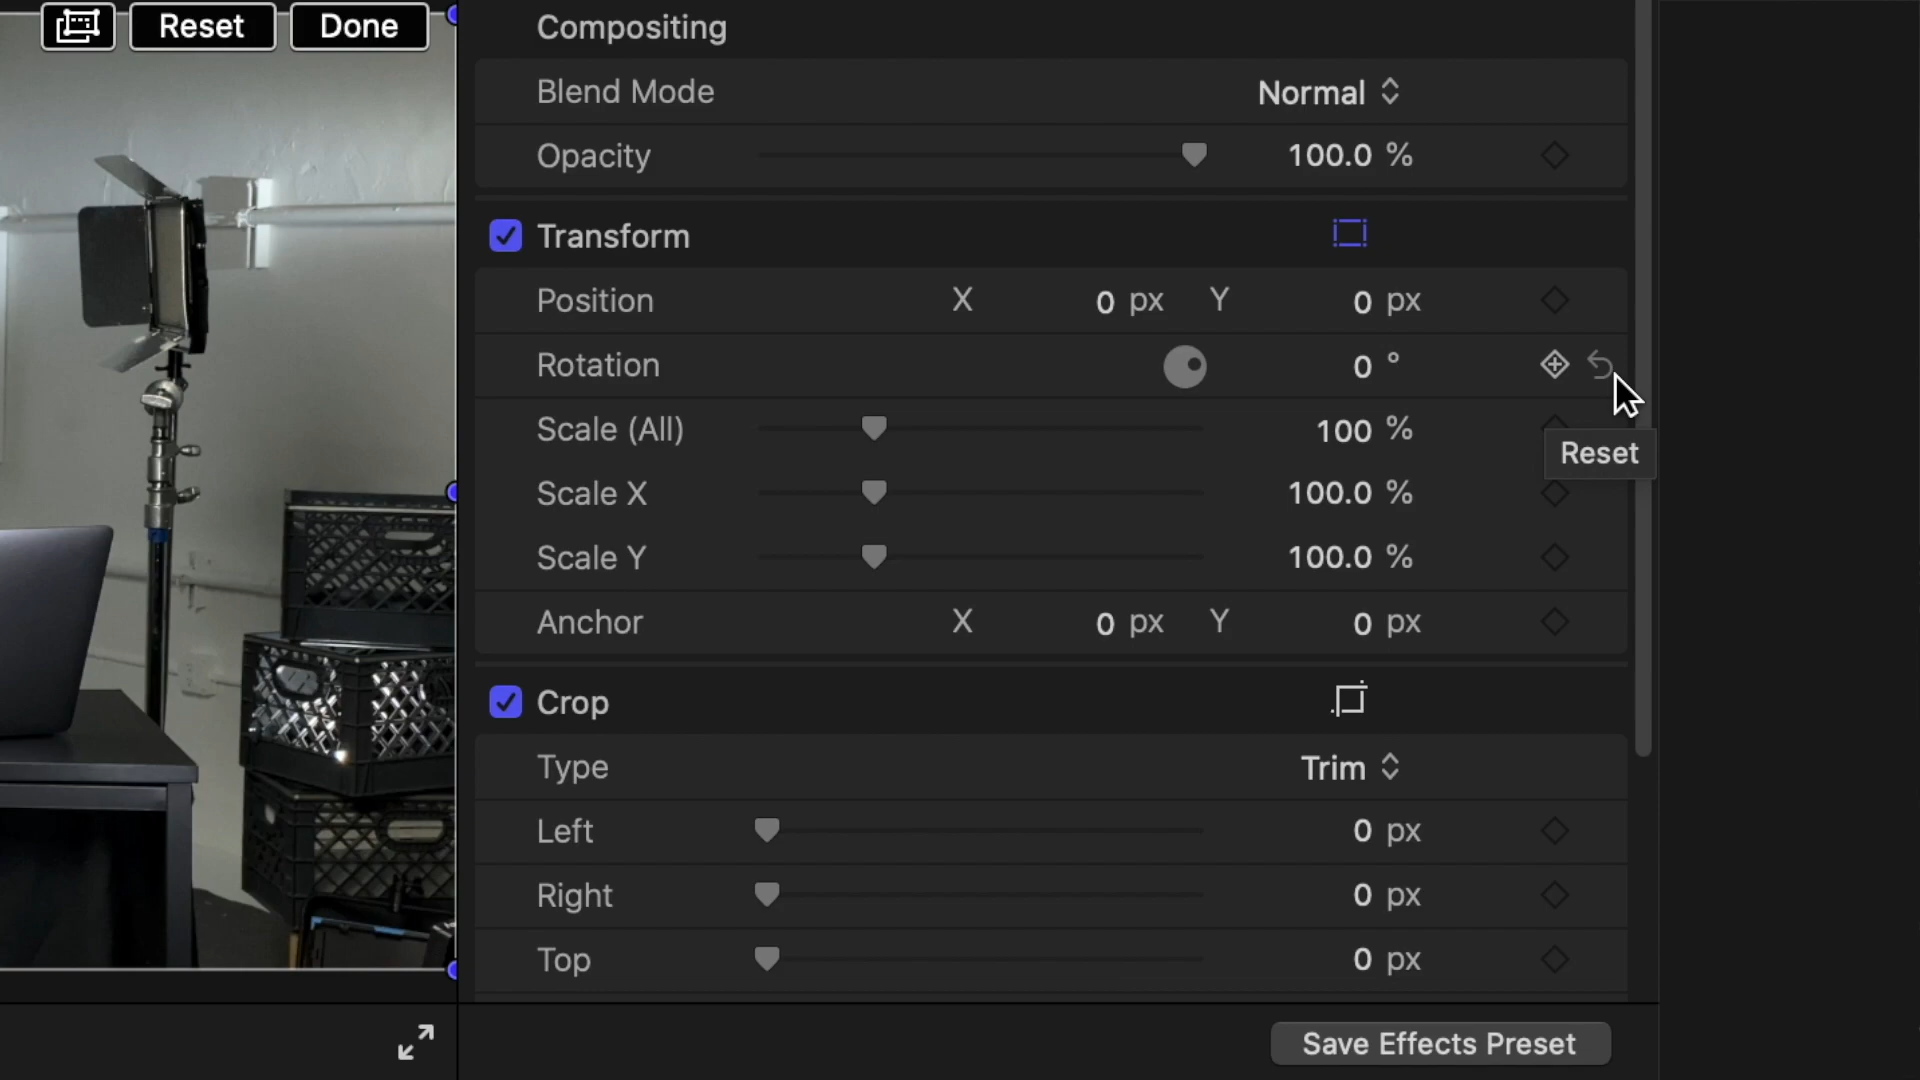 Reset Done
Compositing
Blend Mode Normal
Opacity 100.0 %
Transform
Position X 0 px Y 0 px
Rotation 0 °
Scale (All) 100 %
Reset
Scale X 100.0 %
Scale Y 100.0 %
Anchor X 0 px Y 0 px
Crop
Type Trim
Left 0 px
Right 0 px
Top 0 px
Save Effects Preset